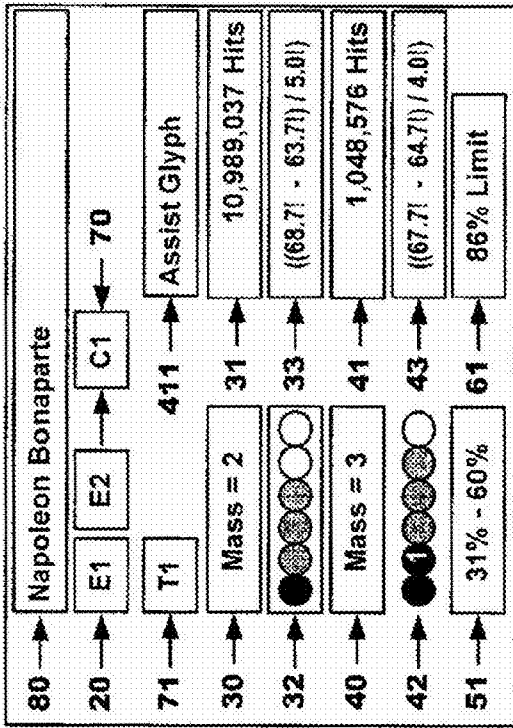 80 Napoleon Bonaparte
20 E1 E2 C1 70
71 T1 411 Assist Glyph
30 Mass = 2 31 10,989,037 Hits
32 33 ((68.7! - 63.7!) / 5.0!)
40 Mass = 3 41 1,048,576 Hits
42 1 43 ((67.7! - 64.7!) / 4.0!)
51 31% - 60% 61 86% Limit